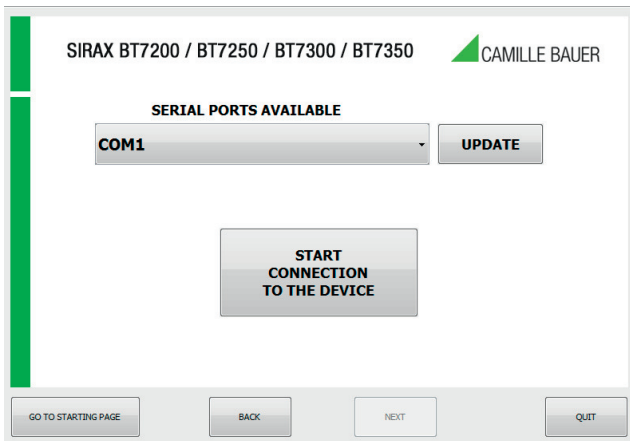 SIRAX BT7200 / BT7250 / BT7300 / BT7350
CAMILLE BAUER
SERIAL PORTS AVAILABLE
COM1
UPDATE
START
CONNECTION
TO THE DEVICE
GO TO STARTING PAGE
BACK
NEXT
QUIT